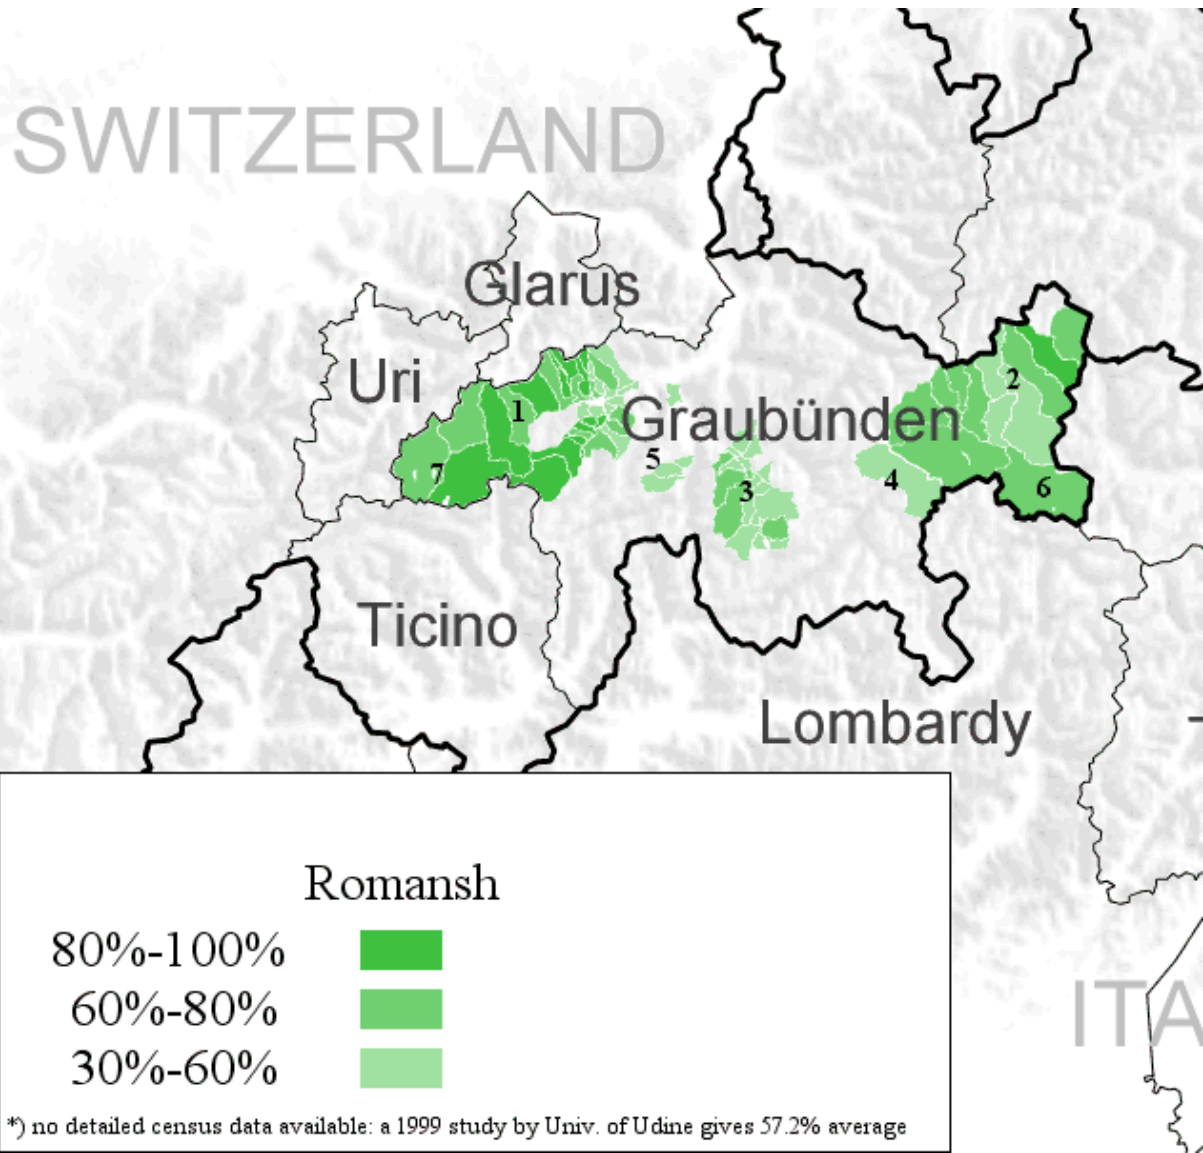 SWITZERLAND
Glarus
Uri
2
1
Graubünden
5
7
4
3
6
Ticino
Lombardy
Romansh
80%-100%
60%-80%
ITA
30%-60%
*) no detailed census data available: a 1999 study by Univ. of Udine gives 57.2% average